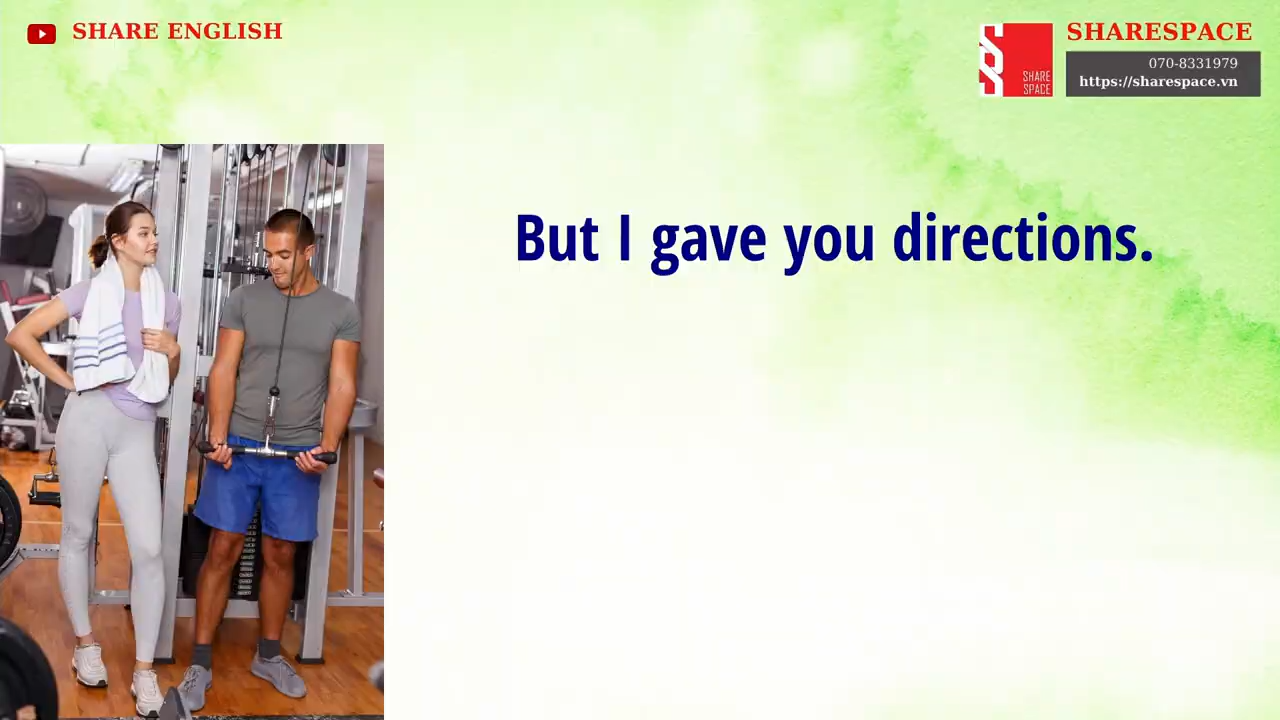 SHARE ENGLISH
SHARESPACE
SHARE
SPACE
070-8331979
https://sharespace.vn
But I gave you directions.